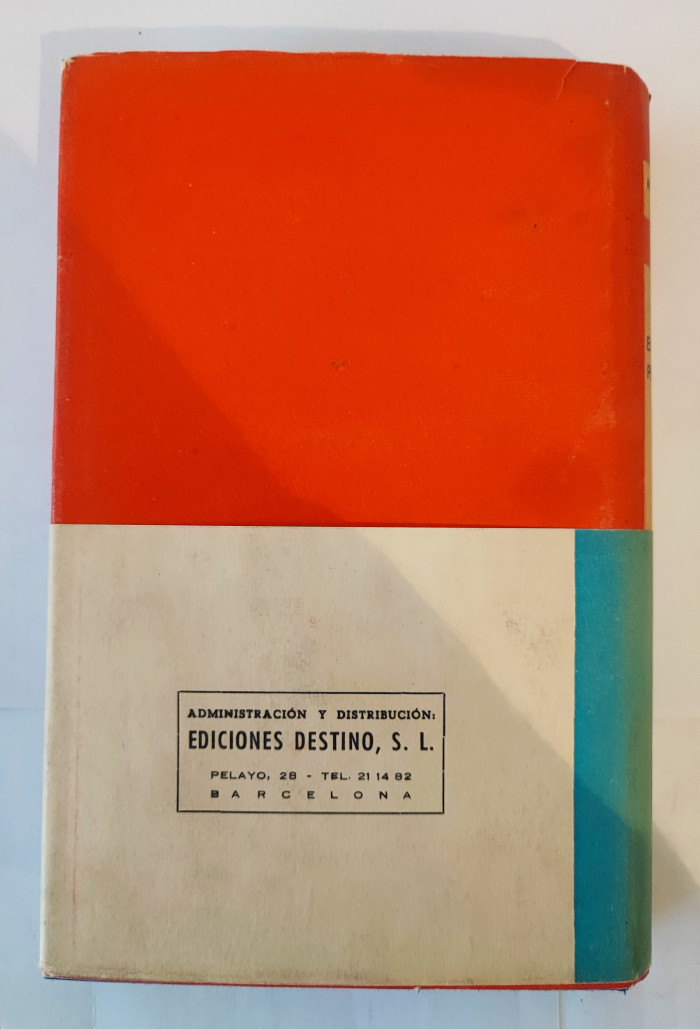 ADMINISTRACIÓN Y DISTRIBUCIÓN:
EDICIONES DESTINO, S. L.
PELAYO, 28 - TEL. 21 14 82
BARCELONA